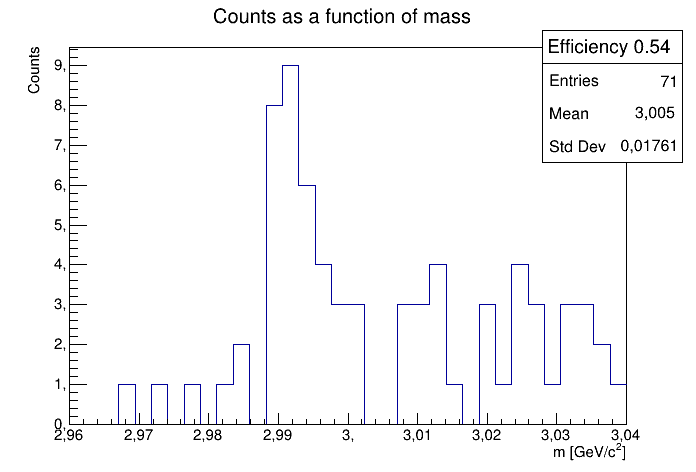 Counts as a function of mass
Counts
Efficiency 0.54
Entries 71
Mean 3,005
Std Dev 0,01761
9,
8,
7,
6,
5,
4,
3,
2,
1,
0,
2,96 2,97 2,98 2,99 3, 3,01 3,02 3,03 3,04
m [GeV/c²]